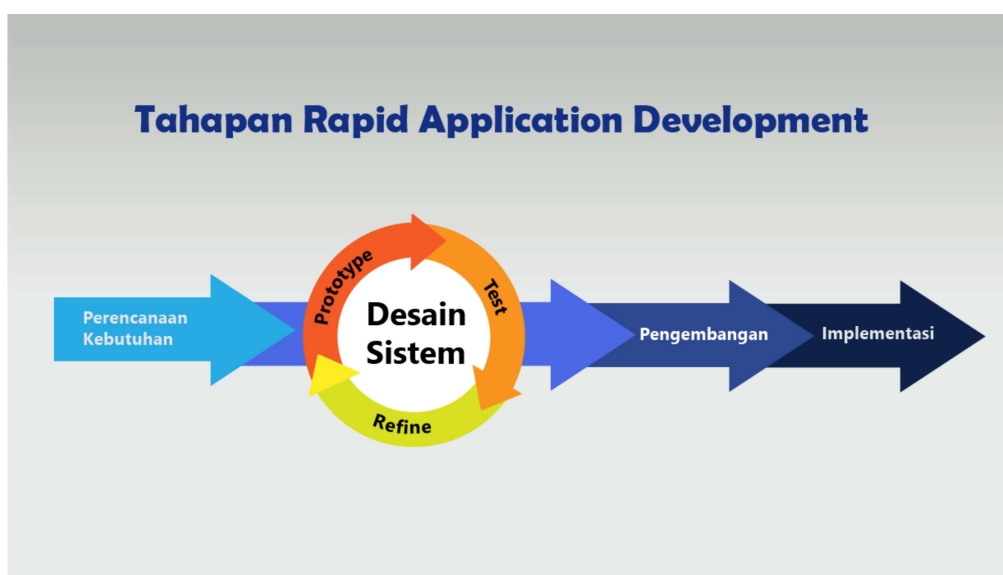 Tahapan Rapid Application Development
Perencanaan
Kebutuhan
Prototype
Test
Refine
Desain
Sistem
Pengembangan
Implementasi